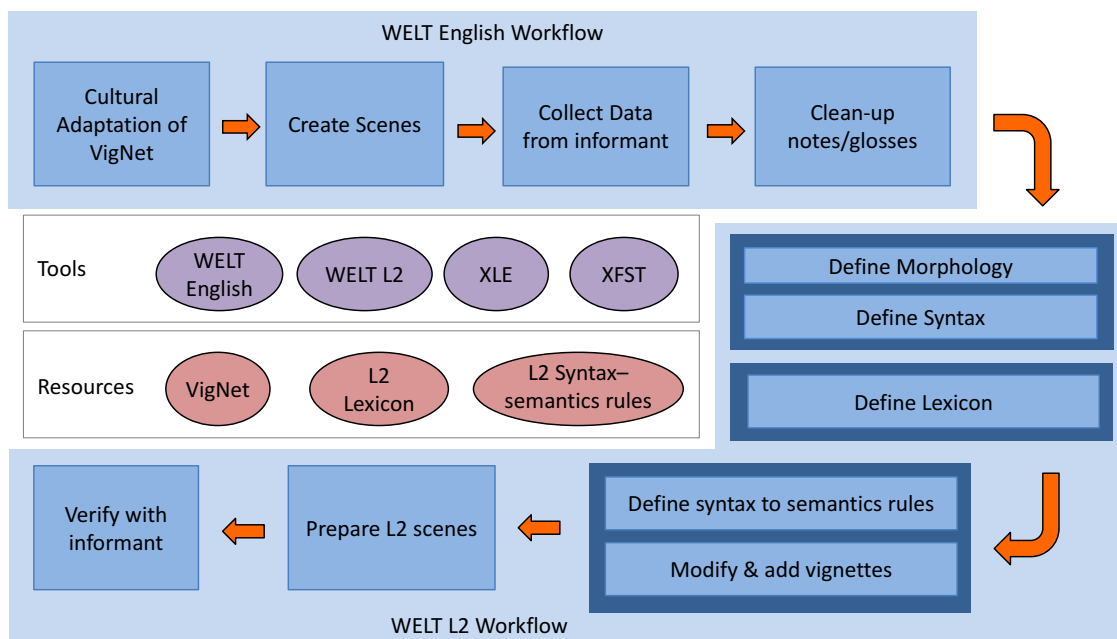 WELT English Workflow
Cultural
Adaptation of
VigNet
Create Scenes
Collect Data
from informant
Clean-up
notes/glosses
Tools
WELT
English
WELT L2
XLE
XFST
Define Morphology
Define Syntax
Resources
VigNet
L2
Lexicon
L2 Syntax–
semantics rules
Define Lexicon
Verify with
informant
Prepare L2 scenes
Define syntax to semantics rules
Modify & add vignettes
WELT L2 Workflow